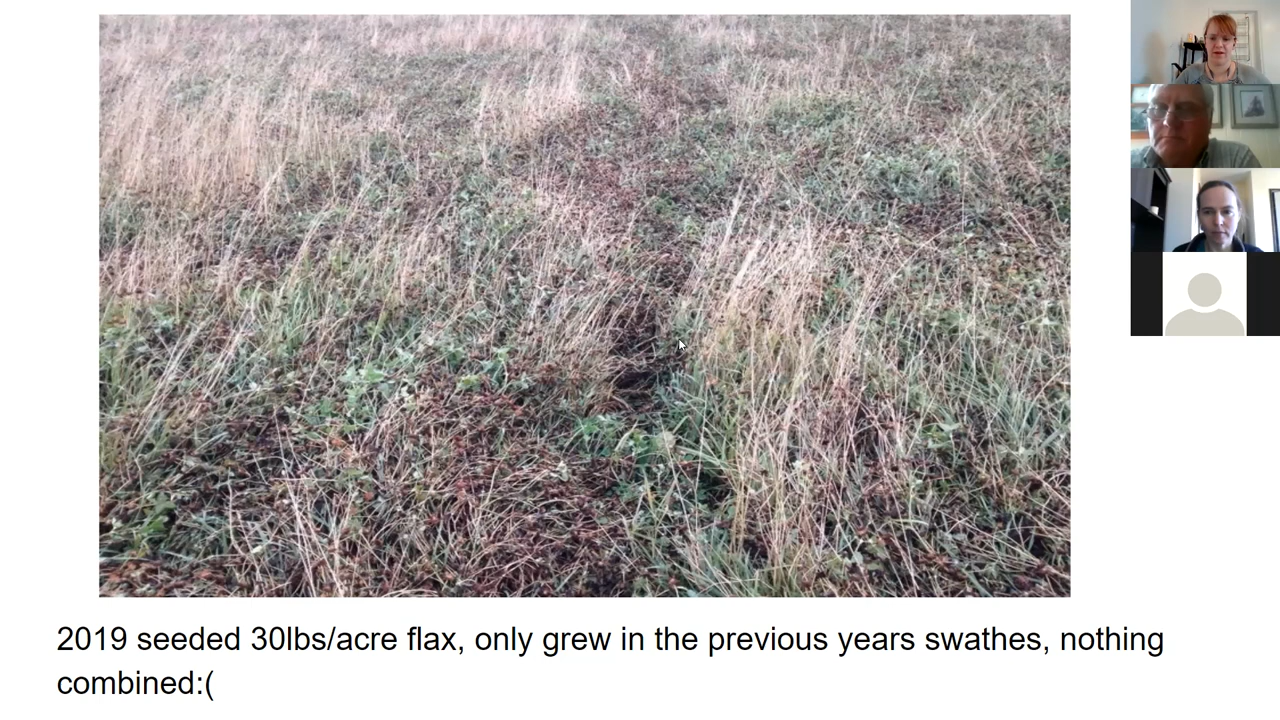 2019 seeded 30lbs/acre flax, only grew in the previous years swathes, nothing
combined:(